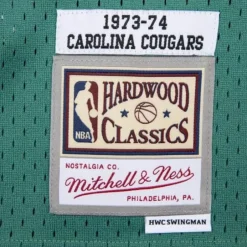 1973-74
CAROLINA COUGARS
NBA
HARDWOOD
CLASSICS
NOSTALGIA CO.
Mitchell & Ness
PHILADELPHIA, PA.
HWC SWINGMAN